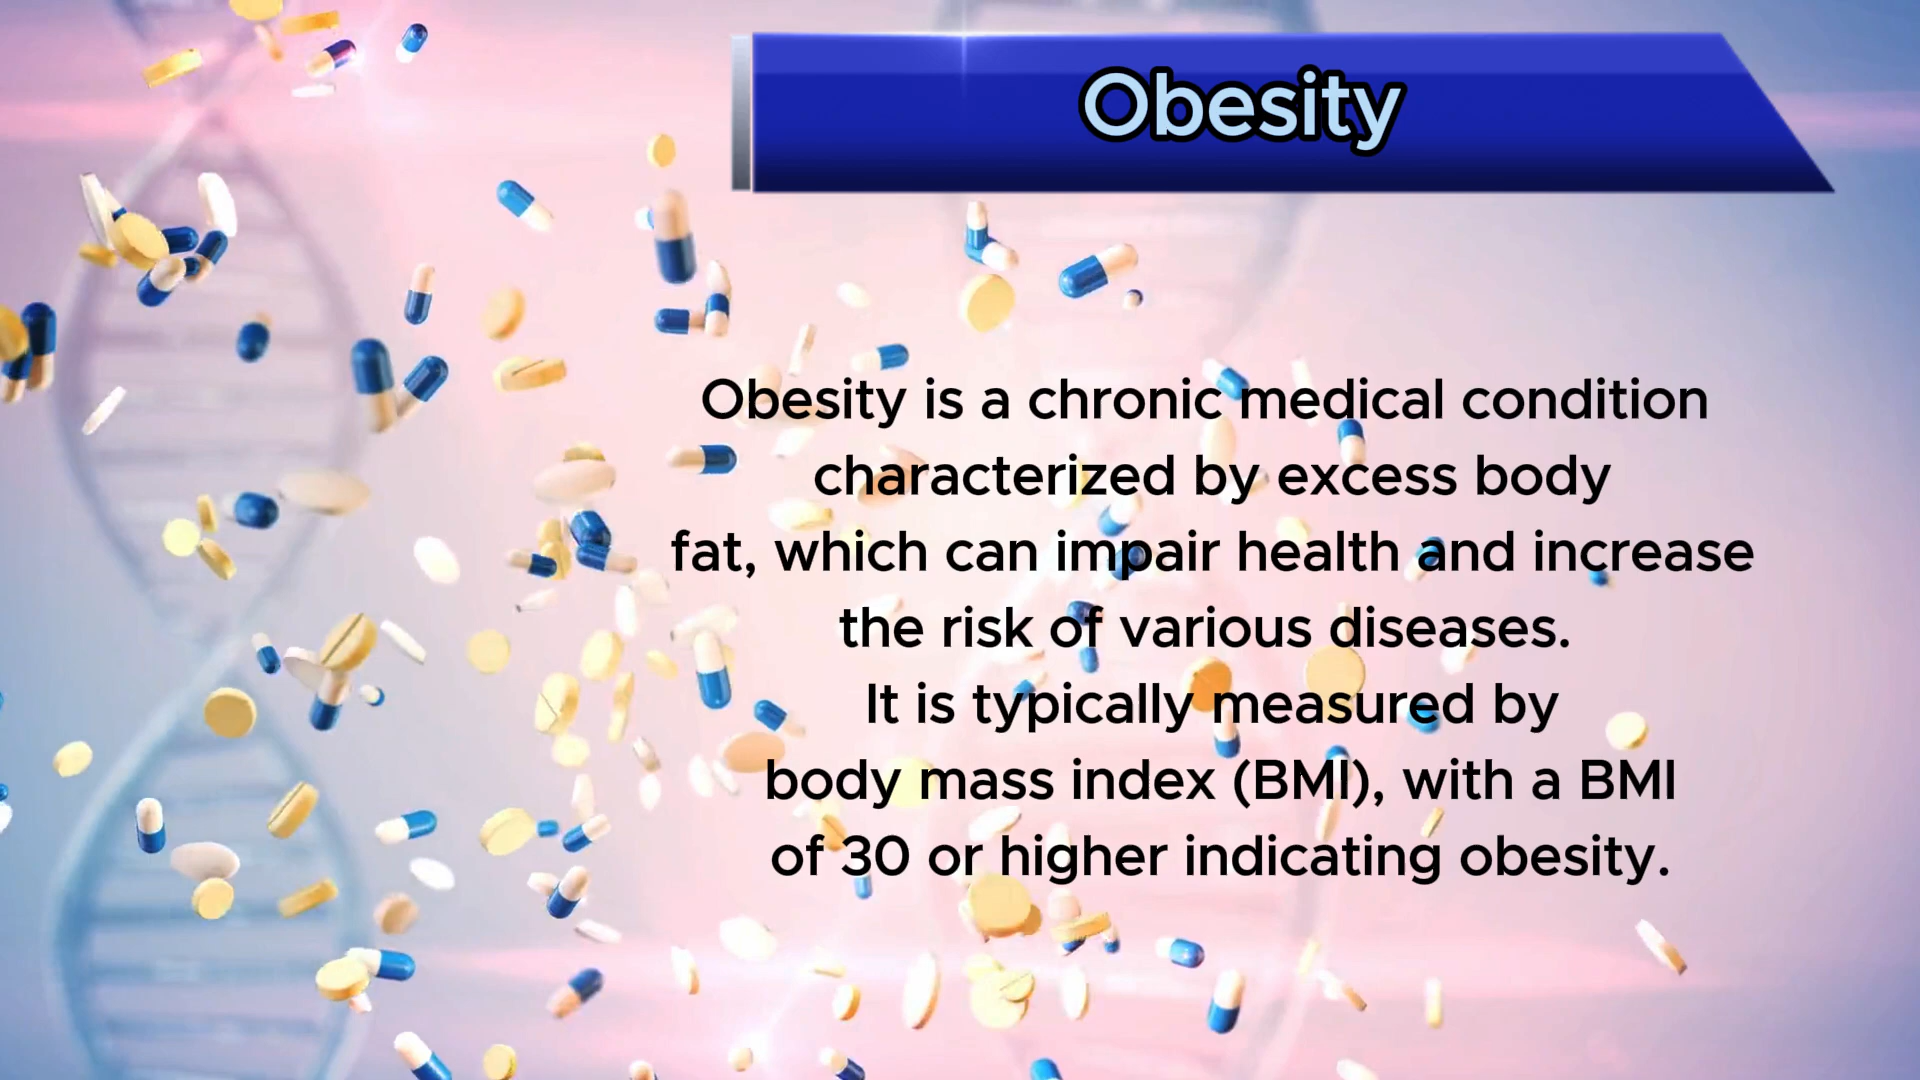 Obesity
Obesity is a chronic medical condition
characterized by excess body
fat, which can impair health and increase
the risk of various diseases.
It is typically measured by
body mass index (BMI), with a BMI
of 30 or higher indicating obesity.